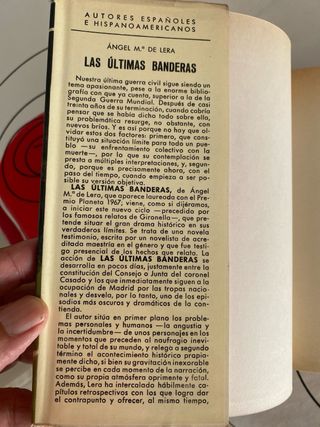 AUTORES ESPAÑOLES
E HISPANOAMERICANOS
ÁNGEL M.ª DE LERA
LAS ÚLTIMAS BANDERAS
Nuestra última guerra civil sigue siendo un
tema apasionante, pese a la enorme biblio-
grafía con que ya cuenta, superior a la de la
Segunda Guerra Mundial. Después de casi
treinta años de su terminación, cuando cabría
pensar que se había dicho todo sobre ella,
su problemática resurge, no obstante, con
nuevos bríos. Y es así porque no hay que ol-
vidar estos dos factores: primero, que cons-
tituyó una situación límite para todo un pue-
blo —su enfrentamiento colectivo con la
muerte—, por lo que su contemplación se
presta a múltiples interpretaciones, y, segun-
do, porque es precisamente ahora, con el
paso del tiempo, cuando empieza a ser po-
sible su versión objetiva.
LAS ÚLTIMAS BANDERAS, de Ángel
M.ª de Lera, que aparece laureada con el Pre-
mio Planeta 1967, viene, como si dijéramos,
a iniciar este nuevo ciclo —precedido por
los famosos relatos de Gironella—, que pre-
tende situar el gran drama histórico en sus
verdaderos límites. Se trata de una novela
testimonio, escrita por un novelista de acre-
ditada maestría en el género y que fue testi-
go presencial de los hechos que relata. La
acción de LAS ÚLTIMAS BANDERAS se
desarrolla en pocos días, justamente entre la
constitución del Consejo o Junta del coronel
Casado y los que inmediatamente siguen a la
ocupación de Madrid por las tropas nacio-
nales y desvela, por lo tanto, uno de los epi-
sodios más oscuros y dramáticos de la con-
tienda.
El autor sitúa en primer plano los proble-
mas personales y humanos —la angustia y
la incertidumbre— de unos personajes en los
momentos que preceden al naufragio inevi-
table y fatal de su mundo, y relega a segundo
término el acontecimiento histórico propia-
mente dicho, si bien su gravitación inexorable
se percibe en cada momento de la narración,
como su propia atmósfera oprimente y fatal.
Además, Lera ha intercalado hábilmente ca-
pítulos retrospectivos con los que logra dar
el contrapunto y ofrecer, al mismo tiempo,